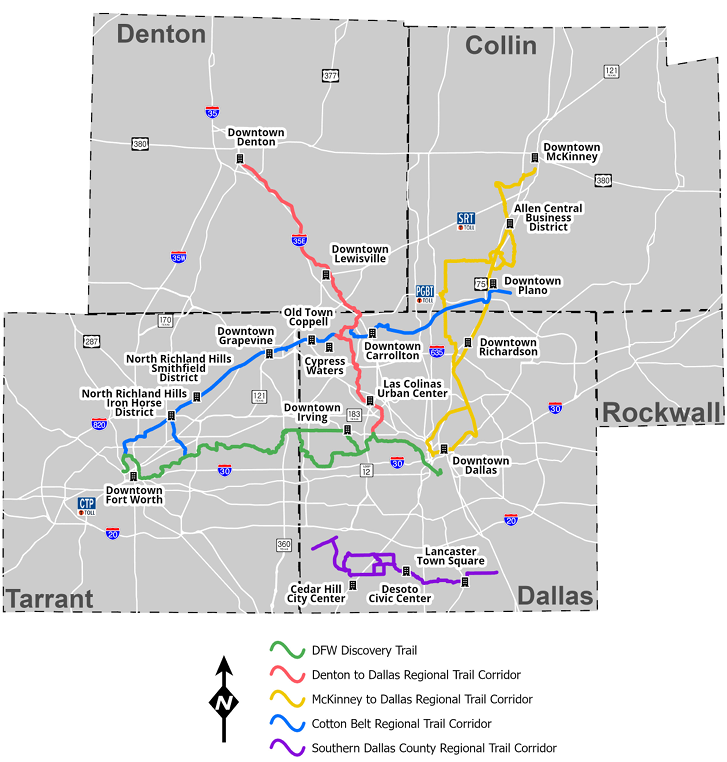 Denton
Collin
377
121
35
Downtown
Denton
380
Downtown
McKinney
380
Allen Central
Business
District
SRT
TOLL
35E
35W
Downtown
Lewisville
PGBT
TOLL
75
Downtown
Plano
Old Town
Coppell
170
287
Downtown
Grapevine
Cypress
Waters
Downtown
Carrollton
635
Downtown
Richardson
North Richland Hills
Smithfield
District
North Richland Hills
Iron Horse
District
121
Las Colinas
Urban Center
Downtown
Irving
183
30
Rockwall
820
30
12
30
Downtown
Dallas
Downtown
Fort Worth
CTP
TOLL
20
20
360
Lancaster
Town Square
Cedar Hill
City Center
Desoto
Civic Center
Tarrant
Dallas
N
DFW Discovery Trail
Denton to Dallas Regional Trail Corridor
McKinney to Dallas Regional Trail Corridor
Cotton Belt Regional Trail Corridor
Southern Dallas County Regional Trail Corridor